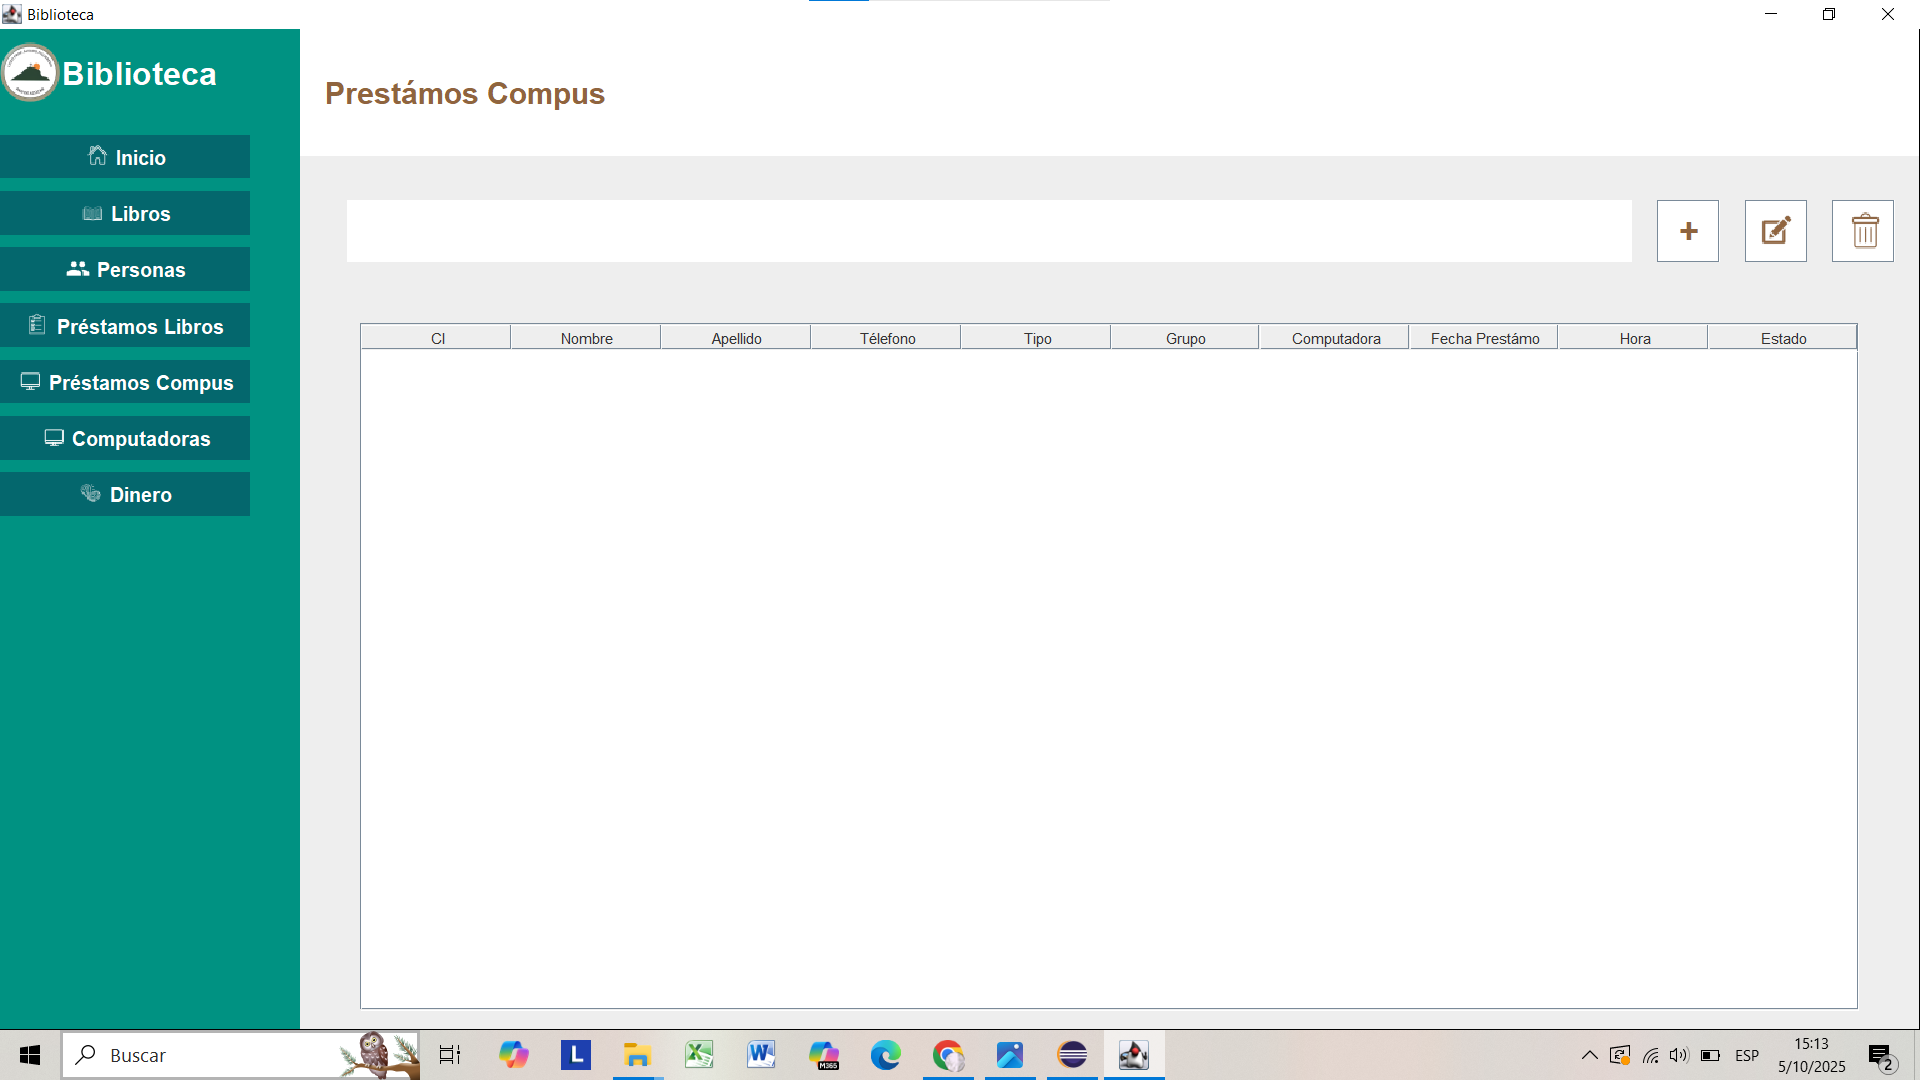 Biblioteca
Biblioteca
Prestámos Compus
Inicio
Libros
Personas
Préstamos Libros
Préstamos Compus
Computadoras
Dinero
CI Nombre Apellido Télefono Tipo Grupo Computadora Fecha Prestámo Hora Estado
Buscar
L
M365
ESP
15:13
5/10/2025
2